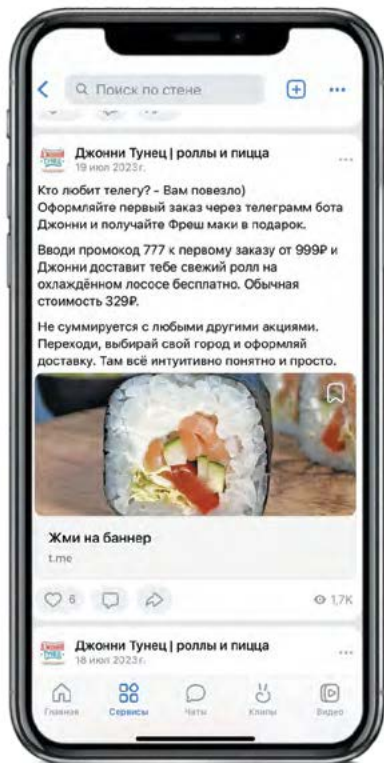 Поиск по стене
Джонни Тунец | роллы и пицца
19 июл 2023 г.
Кто любит телегу? - Вам повезло)
Оформляйте первый заказ через телеграмм бота
Джонни и получайте Фреш маки в подарок.
Вводи промокод 777 к первому заказу от 999₽ и
Джонни доставит тебе свежий ролл на
охлаждённом лососе бесплатно. Обычная
стоимость 329₽.
Не суммируется с любыми другими акциями.
Переходи, выбирай свой город и оформляй
доставку. Там всё интуитивно понятно и просто.
Жми на баннер
t.me
6
1,7K
Джонни Тунец | роллы и пицца
18 июл 2023 г.
Главная Сервисы Чаты Клипы Видео